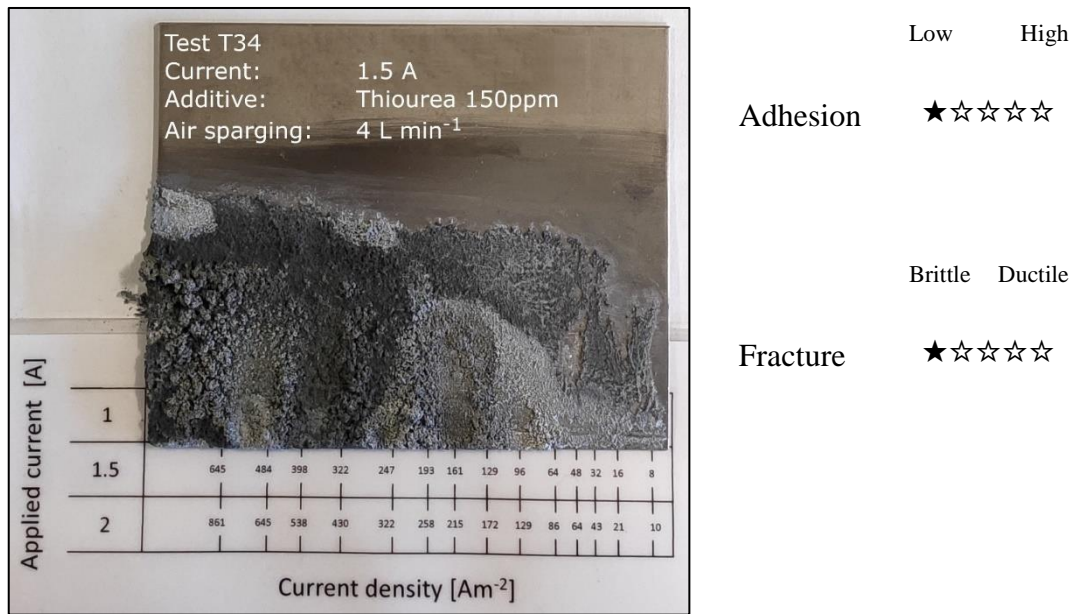 Low High
Adhesion ★☆☆☆☆
Brittle Ductile
Fracture ★☆☆☆☆
Test T34
Current: 1.5 A
Additive: Thiourea 150ppm
Air sparging: 4 L min⁻¹
Applied current [A]
1
1.5 645 484 398 322 247 193 161 129 96 64 48 32 16 8
2 861 645 538 430 322 258 215 172 129 86 64 43 21 10
Current density [Am⁻²]